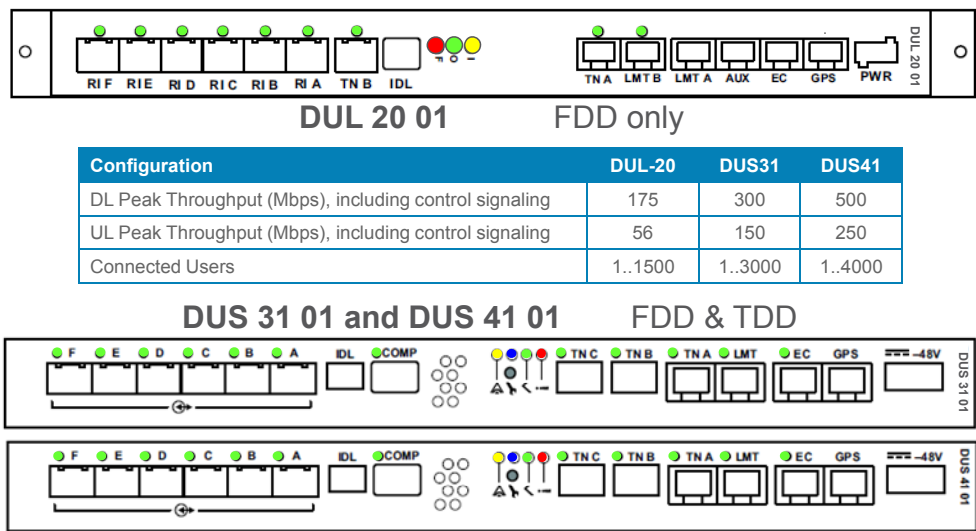 RI F RI E RI D RI C RI B RI A TN B IDL F O I TN A LMT B LMT A AUX EC GPS PWR DUL 20 01
DUL 20 01 FDD only
Configuration DUL-20 DUS31 DUS41
DL Peak Throughput (Mbps), including control signaling 175 300 500
UL Peak Throughput (Mbps), including control signaling 56 150 250
Connected Users 1..1500 1..3000 1..4000
DUS 31 01 and DUS 41 01 FDD & TDD
F E D C B A IDL COMP TN C TN B TN A LMT EC GPS –48V DUS 31 01
F E D C B A IDL COMP TN C TN B TN A LMT EC GPS –48V DUS 41 01